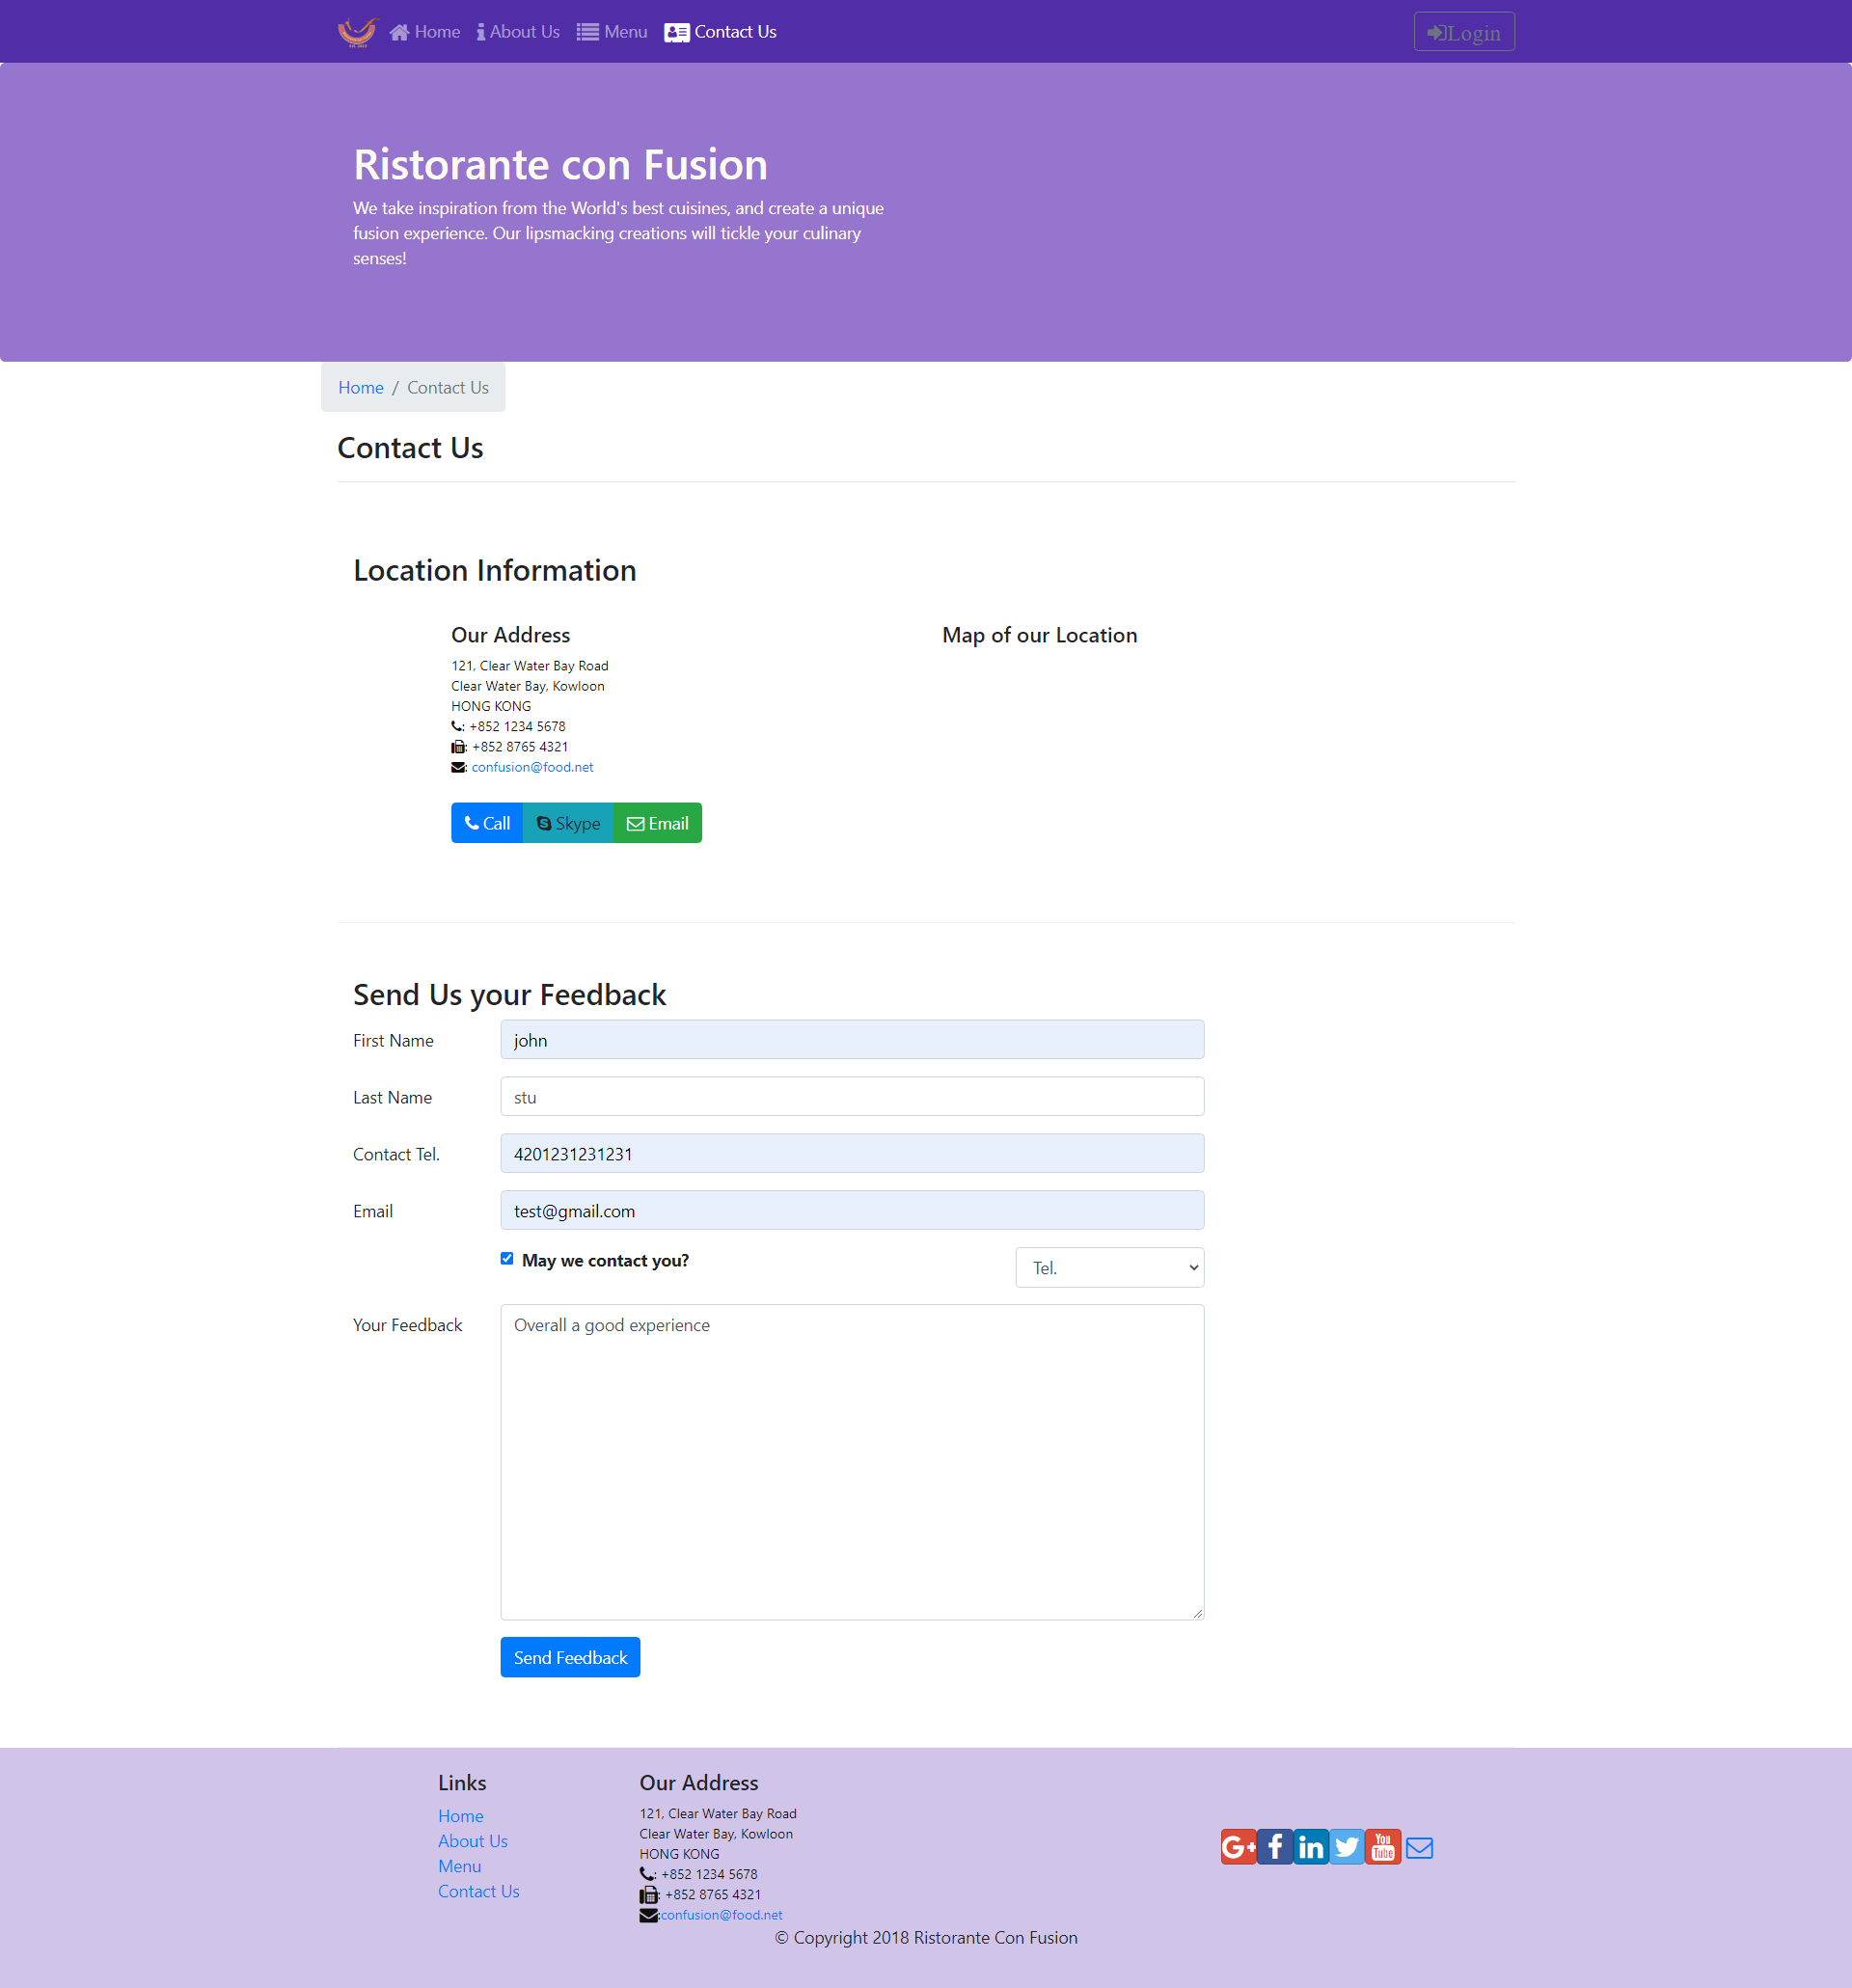 Home About Us Menu Contact Us Login
Ristorante con Fusion
We take inspiration from the World's best cuisines, and create a unique
fusion experience. Our lipsmacking creations will tickle your culinary
senses!
Home / Contact Us
Contact Us
Location Information
Our Address
121, Clear Water Bay Road
Clear Water Bay, Kowloon
HONG KONG
: +852 1234 5678
: +852 8765 4321
: confusion@food.net
Call Skype Email
Map of our Location
Send Us your Feedback
First Name john
Last Name stu
Contact Tel. 4201231231231
Email test@gmail.com
May we contact you? Tel.
Your Feedback Overall a good experience
Send Feedback
Links
Home
About Us
Menu
Contact Us
Our Address
121, Clear Water Bay Road
Clear Water Bay, Kowloon
HONG KONG
: +852 1234 5678
: +852 8765 4321
:confusion@food.net
G+ f in You Tube
© Copyright 2018 Ristorante Con Fusion